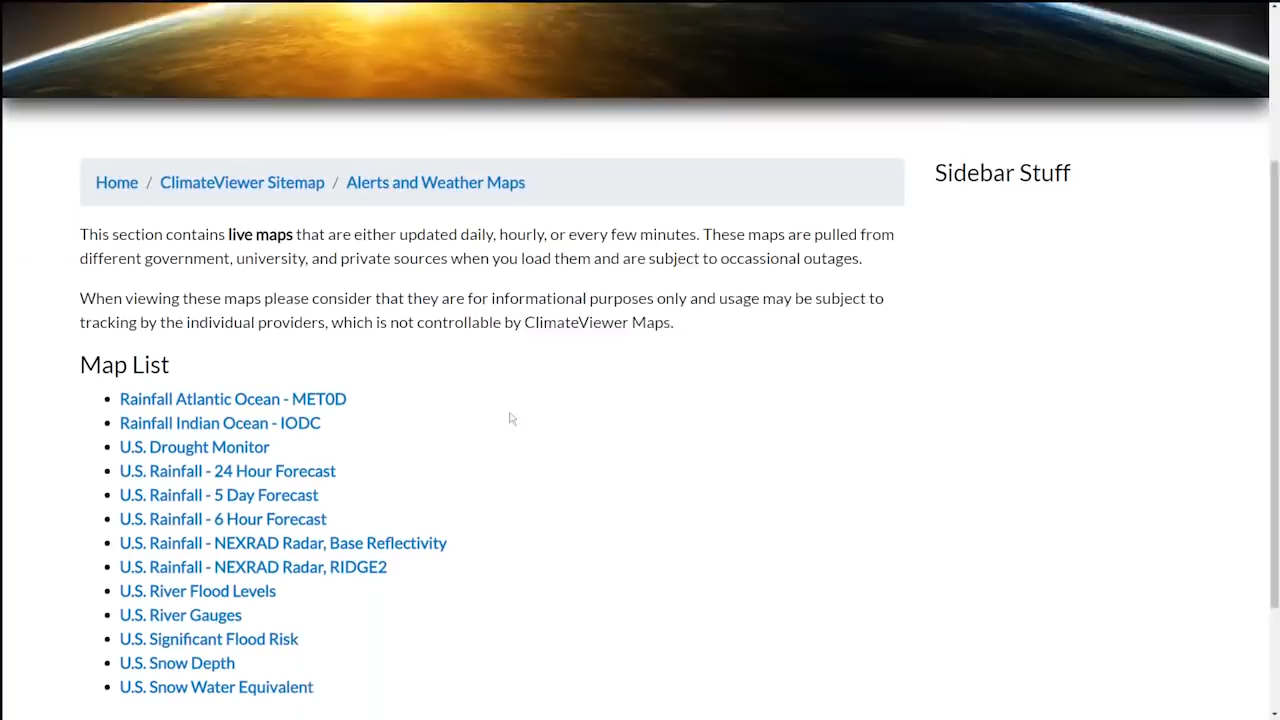 Home / ClimateViewer Sitemap / Alerts and Weather Maps
Sidebar Stuff
This section contains live maps that are either updated daily, hourly, or every few minutes. These maps are pulled from
different government, university, and private sources when you load them and are subject to occassional outages.
When viewing these maps please consider that they are for informational purposes only and usage may be subject to
tracking by the individual providers, which is not controllable by ClimateViewer Maps.
Map List
Rainfall Atlantic Ocean - MET0D
Rainfall Indian Ocean - IODC
U.S. Drought Monitor
U.S. Rainfall - 24 Hour Forecast
U.S. Rainfall - 5 Day Forecast
U.S. Rainfall - 6 Hour Forecast
U.S. Rainfall - NEXRAD Radar, Base Reflectivity
U.S. Rainfall - NEXRAD Radar, RIDGE2
U.S. River Flood Levels
U.S. River Gauges
U.S. Significant Flood Risk
U.S. Snow Depth
U.S. Snow Water Equivalent